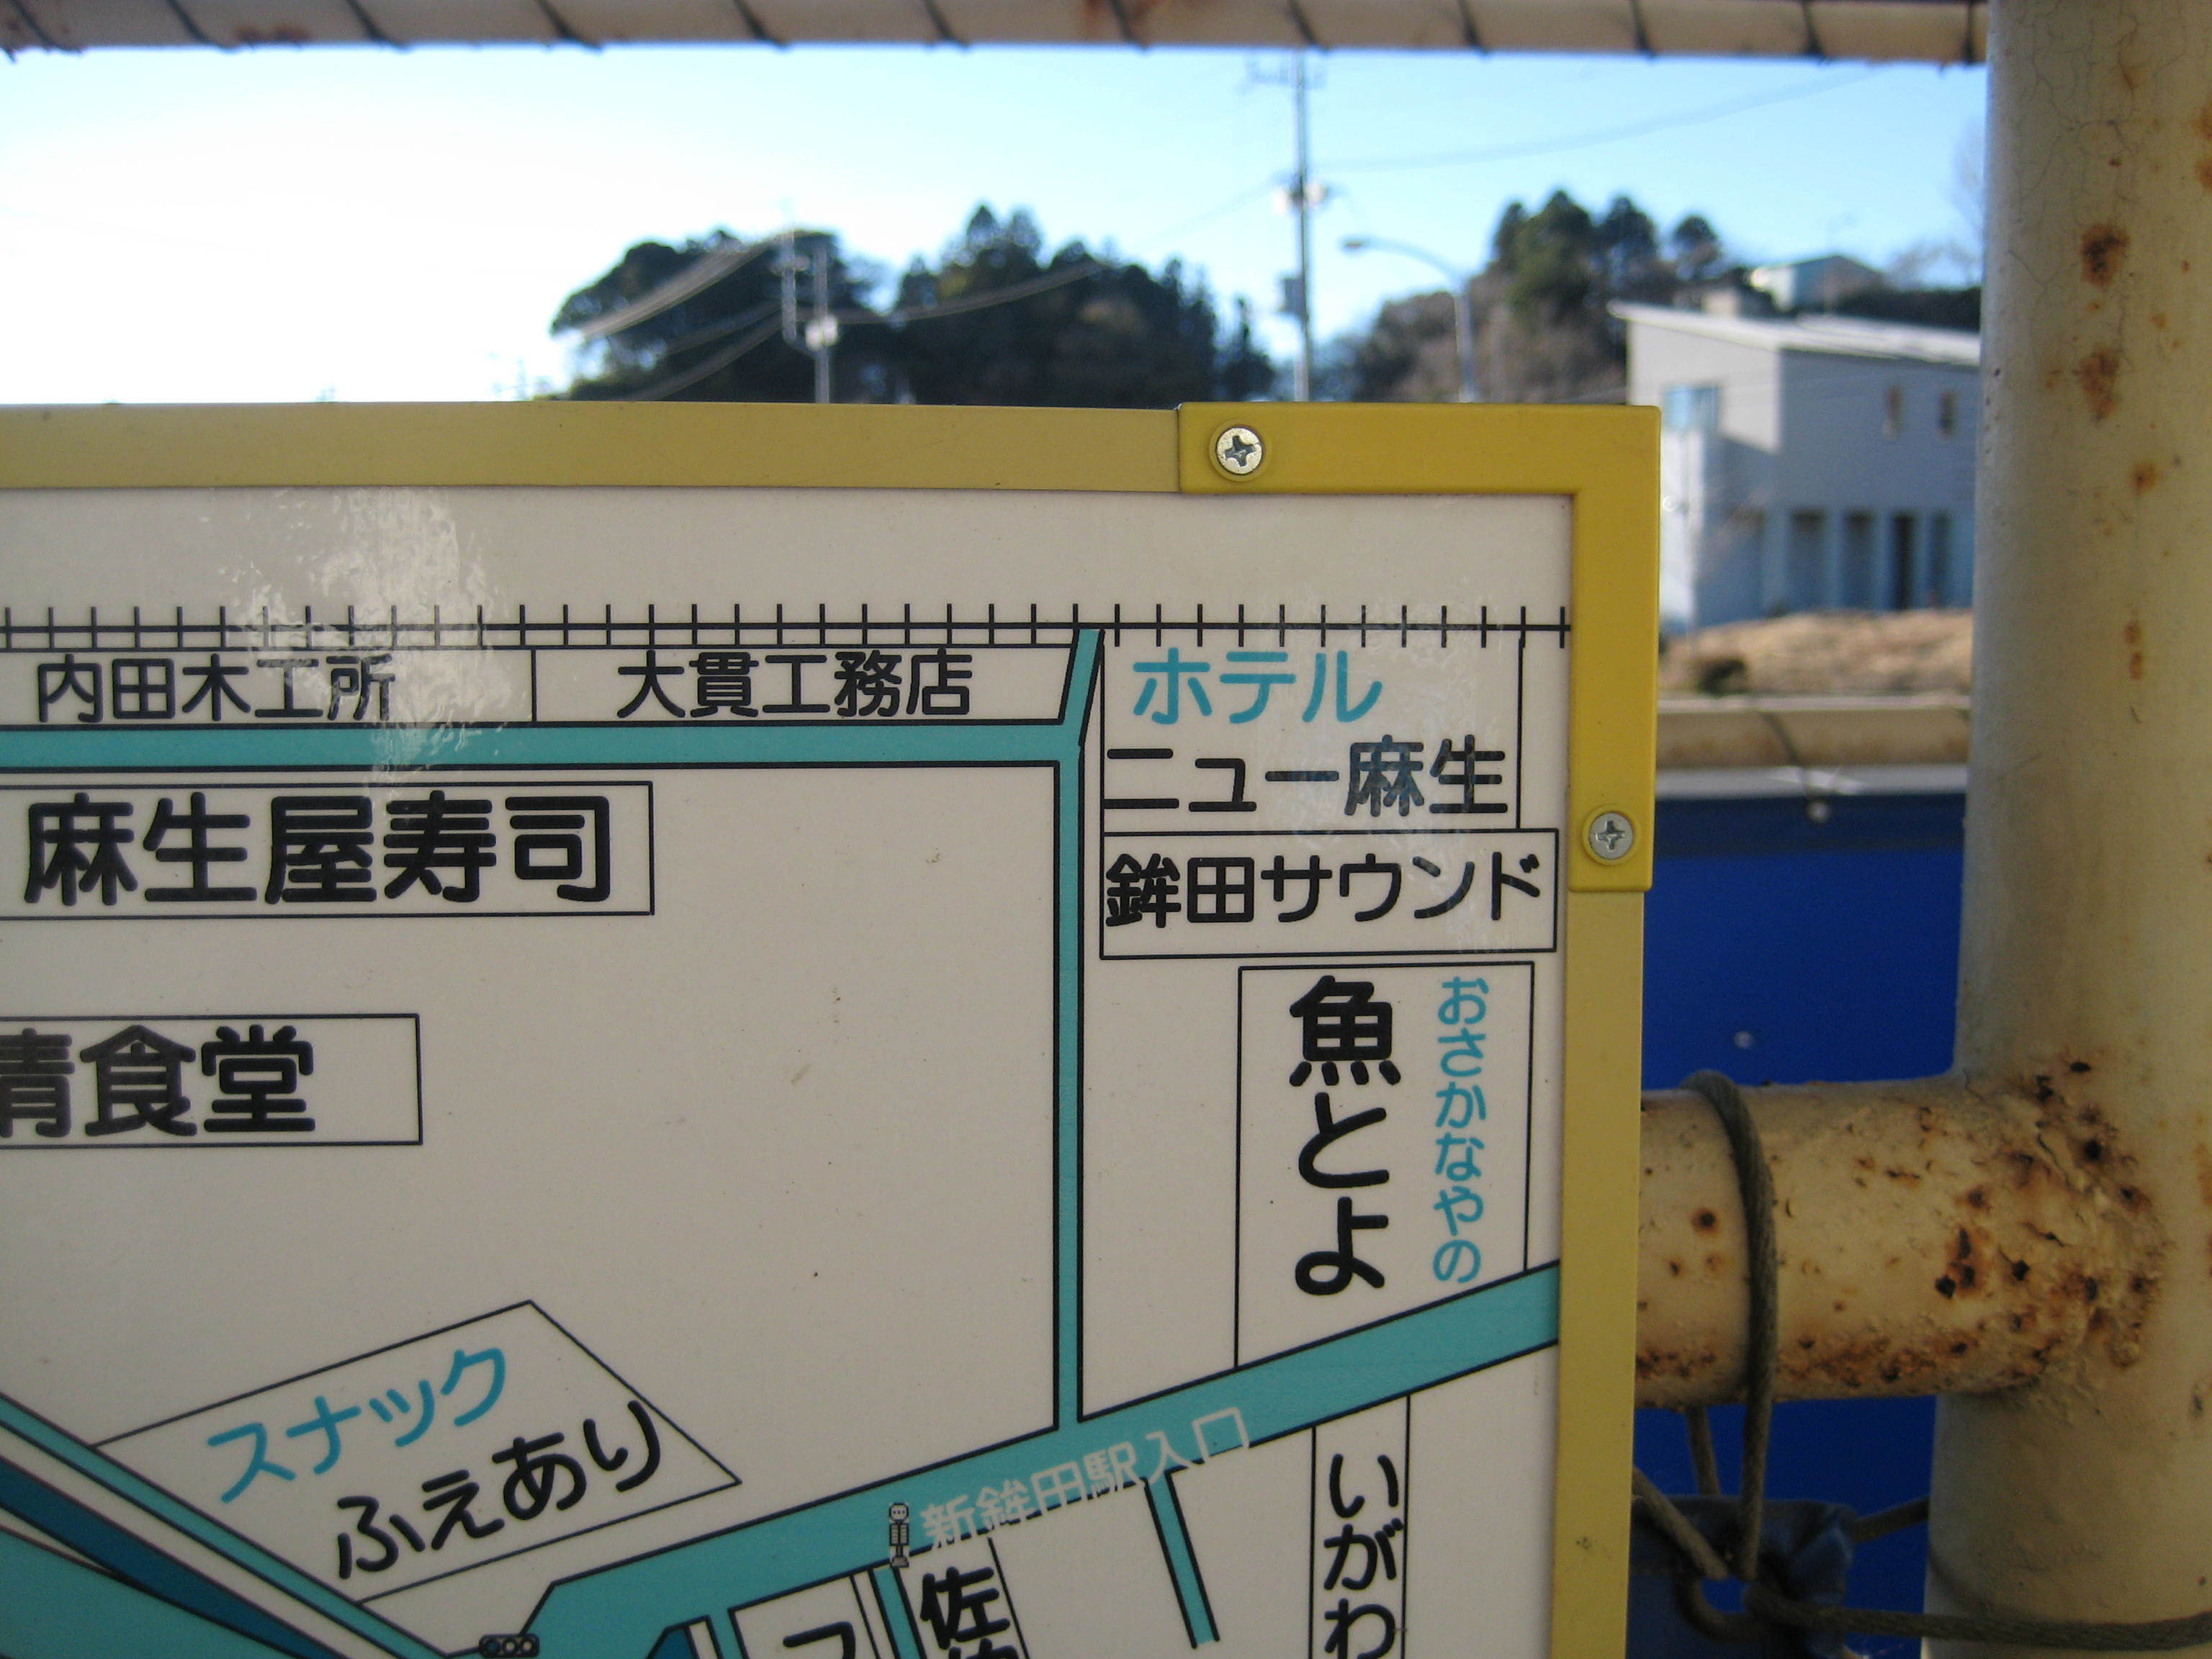 内田木工所
大貫工務店
ホテル
ニュー麻生
麻生屋寿司
鉾田サウンド
おさかなやの
魚とよ
食堂
スナック
ふえあり
新鉾田駅入口
いがわ
佐